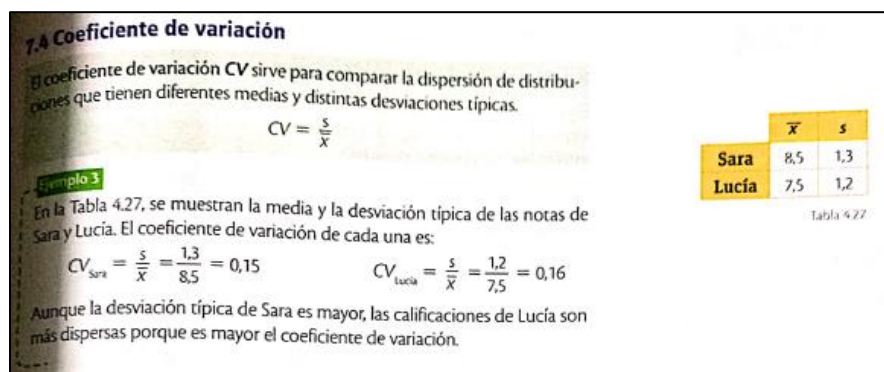 7.4 Coeficiente de variación
El coeficiente de variación CV sirve para comparar la dispersión de distribu-
ciones que tienen diferentes medias y distintas desviaciones típicas.
CV = s / x̅
Ejemplo 3
En la Tabla 4.27, se muestran la media y la desviación típica de las notas de
Sara y Lucía. El coeficiente de variación de cada una es:
CV Sara = s / x̅ = 1,3 / 8,5 = 0,15 CV Lucía = s / x̅ = 1,2 / 7,5 = 0,16
Aunque la desviación típica de Sara es mayor, las calificaciones de Lucía son
más dispersas porque es mayor el coeficiente de variación.
x̅ s
Sara 8,5 1,3
Lucía 7,5 1,2
Tabla 4.27